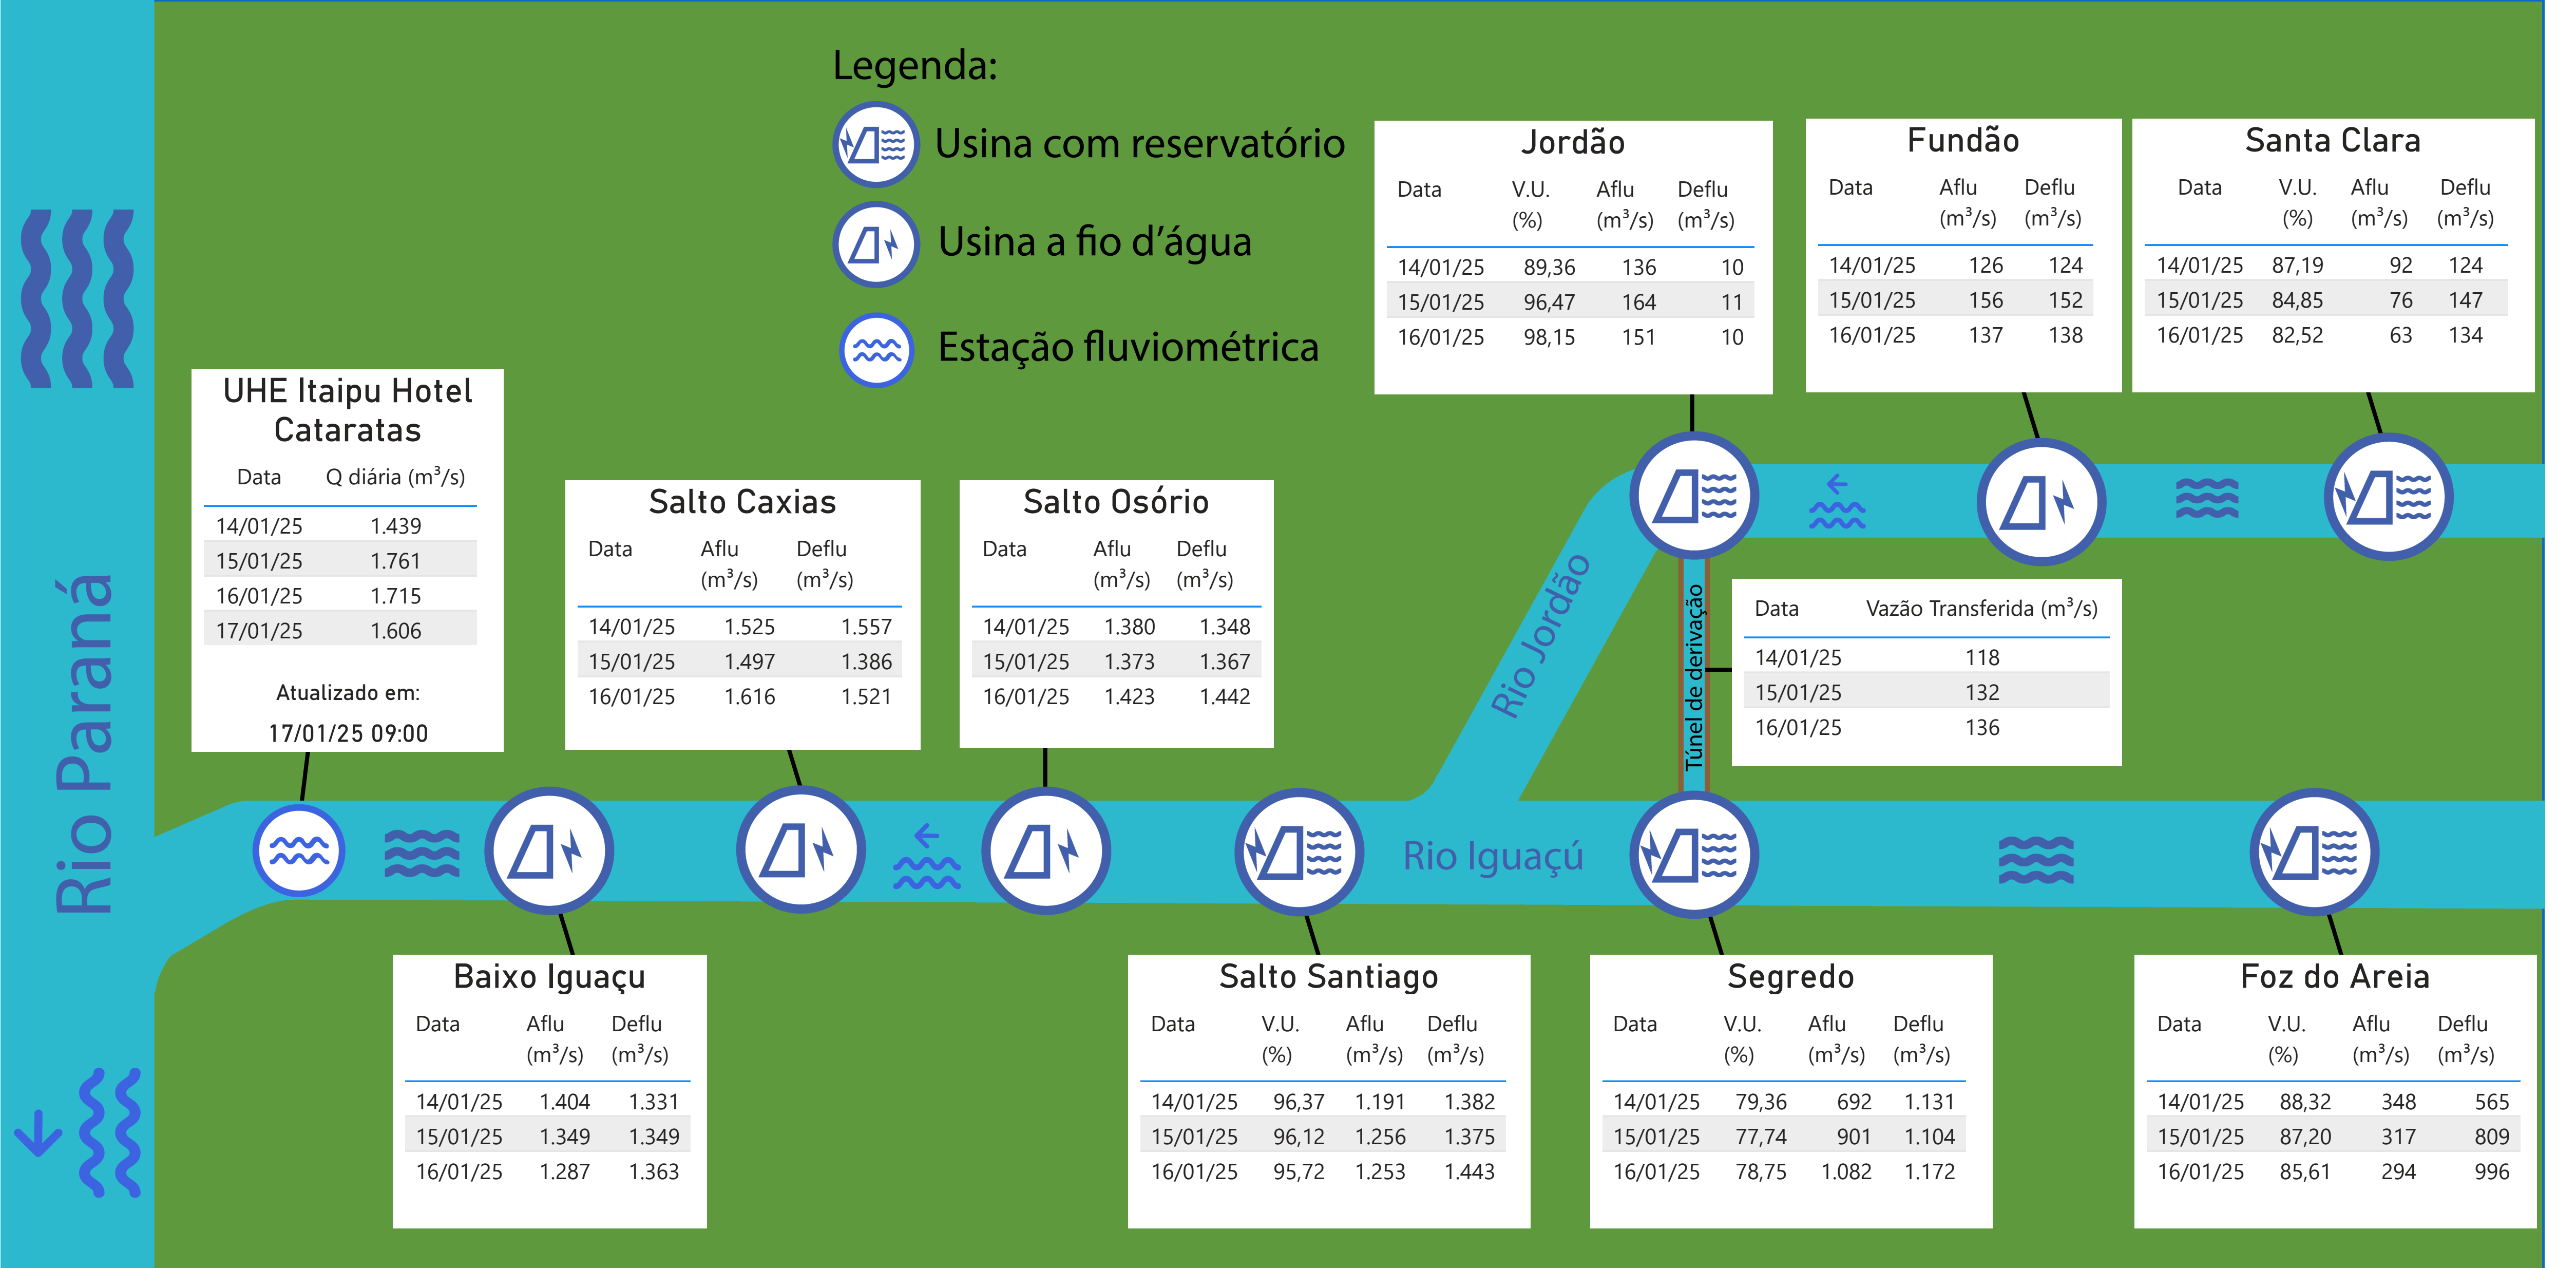 Legenda:
Usina com reservatório
Usina a fio d’água
Estação fluviométrica
Jordão
Data V.U. (%) Aflu (m³/s) Deflu (m³/s)
14/01/25 89,36 136 10
15/01/25 96,47 164 11
16/01/25 98,15 151 10
Fundão
Data Aflu (m³/s) Deflu (m³/s)
14/01/25 126 124
15/01/25 156 152
16/01/25 137 138
Santa Clara
Data V.U. (%) Aflu (m³/s) Deflu (m³/s)
14/01/25 87,19 92 124
15/01/25 84,85 76 147
16/01/25 82,52 63 134
UHE Itaipu Hotel
Cataratas
Data Q diária (m³/s)
14/01/25 1.439
15/01/25 1.761
16/01/25 1.715
17/01/25 1.606
Atualizado em:
17/01/25 09:00
Salto Caxias
Data Aflu (m³/s) Deflu (m³/s)
14/01/25 1.525 1.557
15/01/25 1.497 1.386
16/01/25 1.616 1.521
Salto Osório
Data Aflu (m³/s) Deflu (m³/s)
14/01/25 1.380 1.348
15/01/25 1.373 1.367
16/01/25 1.423 1.442
Rio Jordão
Túnel de derivação
Data Vazão Transferida (m³/s)
14/01/25 118
15/01/25 132
16/01/25 136
Rio Paraná
Rio Iguaçú
Baixo Iguaçu
Data Aflu (m³/s) Deflu (m³/s)
14/01/25 1.404 1.331
15/01/25 1.349 1.349
16/01/25 1.287 1.363
Salto Santiago
Data V.U. (%) Aflu (m³/s) Deflu (m³/s)
14/01/25 96,37 1.191 1.382
15/01/25 96,12 1.256 1.375
16/01/25 95,72 1.253 1.443
Segredo
Data V.U. (%) Aflu (m³/s) Deflu (m³/s)
14/01/25 79,36 692 1.131
15/01/25 77,74 901 1.104
16/01/25 78,75 1.082 1.172
Foz do Areia
Data V.U. (%) Aflu (m³/s) Deflu (m³/s)
14/01/25 88,32 348 565
15/01/25 87,20 317 809
16/01/25 85,61 294 996